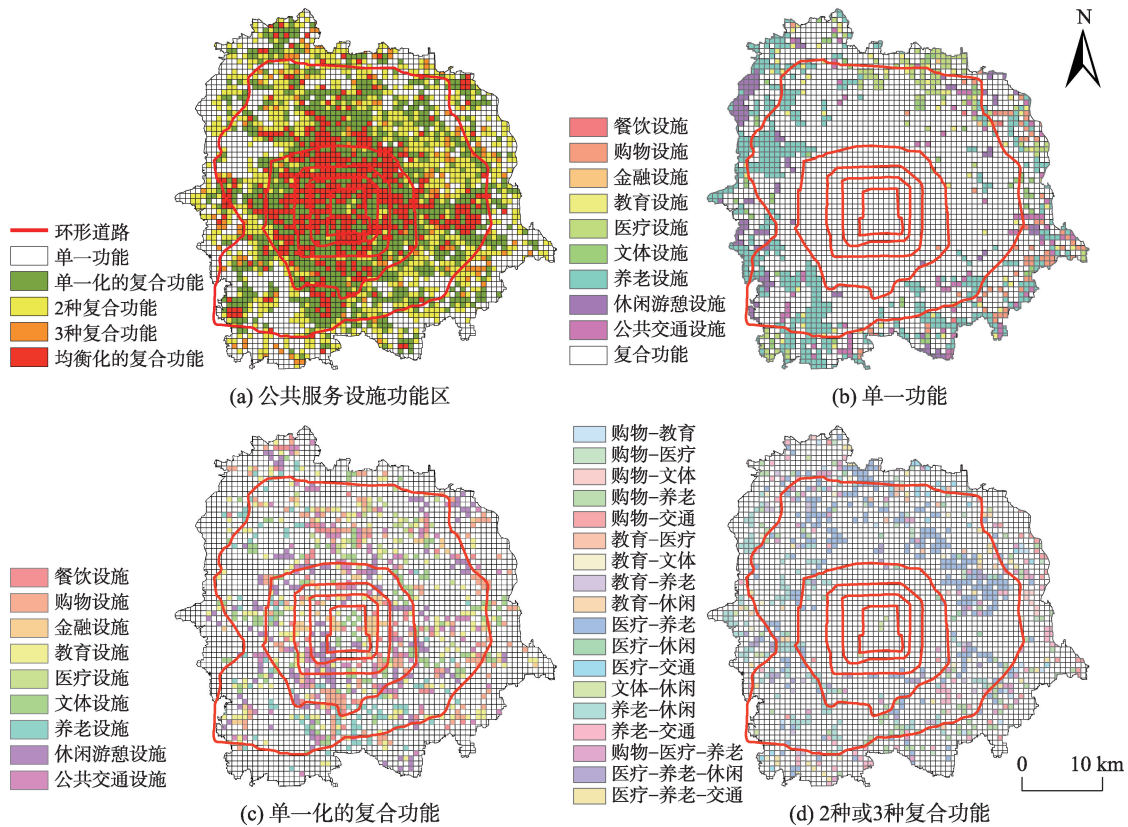 环形道路
单一功能
单一化的复合功能
2种复合功能
3种复合功能
均衡化的复合功能
(a) 公共服务设施功能区
N
餐饮设施
购物设施
金融设施
教育设施
医疗设施
文体设施
养老设施
休闲游憩设施
公共交通设施
复合功能
(b) 单一功能
餐饮设施
购物设施
金融设施
教育设施
医疗设施
文体设施
养老设施
休闲游憩设施
公共交通设施
(c) 单一化的复合功能
购物-教育
购物-医疗
购物-文体
购物-养老
购物-交通
教育-医疗
教育-文体
教育-养老
教育-休闲
医疗-养老
医疗-休闲
医疗-交通
文体-休闲
养老-休闲
养老-交通
购物-医疗-养老
医疗-养老-休闲
医疗-养老-交通
0 10 km
(d) 2种或3种复合功能